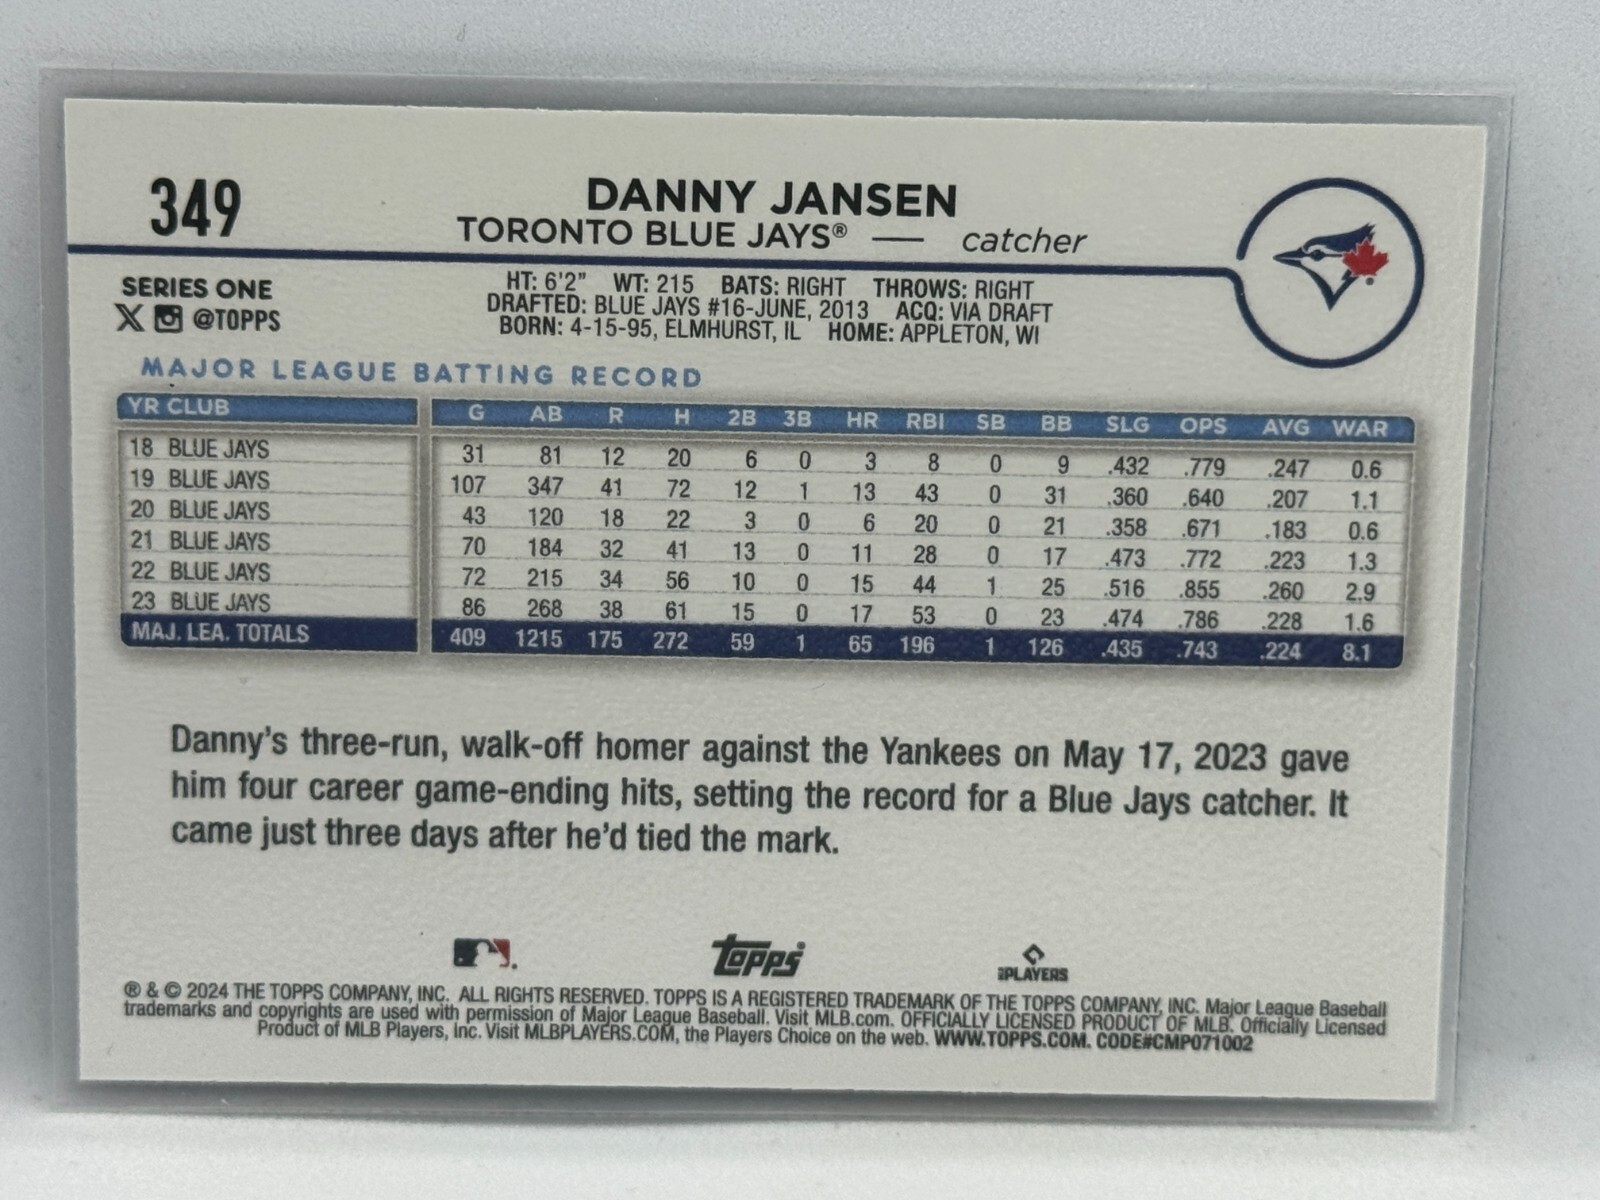 349
DANNY JANSEN
TORONTO BLUE JAYS® — catcher
SERIES ONE
X @TOPPS
HT: 6'2" WT: 215 BATS: RIGHT THROWS: RIGHT
DRAFTED: BLUE JAYS #16-JUNE, 2013 ACQ: VIA DRAFT
BORN: 4-15-95, ELMHURST, IL HOME: APPLETON, WI
MAJOR LEAGUE BATTING RECORD
YR CLUB G AB R H 2B 3B HR RBI SB BB SLG OPS AVG WAR
18 BLUE JAYS 31 81 12 20 6 0 3 8 0 9 .432 .779 .247 0.6
19 BLUE JAYS 107 347 41 72 12 1 13 43 0 31 .360 .640 .207 1.1
20 BLUE JAYS 43 120 18 22 3 0 6 20 0 21 .358 .671 .183 0.6
21 BLUE JAYS 70 184 32 41 13 0 11 28 0 17 .473 .772 .223 1.3
22 BLUE JAYS 72 215 34 56 10 0 15 44 1 25 .516 .855 .260 2.9
23 BLUE JAYS 86 268 38 61 15 0 17 53 0 23 .474 .786 .228 1.6
MAJ. LEA. TOTALS 409 1215 175 272 59 1 65 196 1 126 .435 .743 .224 8.1
Danny's three-run, walk-off homer against the Yankees on May 17, 2023 gave
him four career game-ending hits, setting the record for a Blue Jays catcher. It
came just three days after he'd tied the mark.
topps
MLB PLAYERS
® & © 2024 THE TOPPS COMPANY, INC. ALL RIGHTS RESERVED. TOPPS IS A REGISTERED TRADEMARK OF THE TOPPS COMPANY, INC. Major League Baseball
trademarks and copyrights are used with permission of Major League Baseball. Visit MLB.com. OFFICIALLY LICENSED PRODUCT OF MLB. Officially Licensed
Product of MLB Players, Inc. Visit MLBPLAYERS.COM, the Players Choice on the web. WWW.TOPPS.COM. CODE#CMP071002